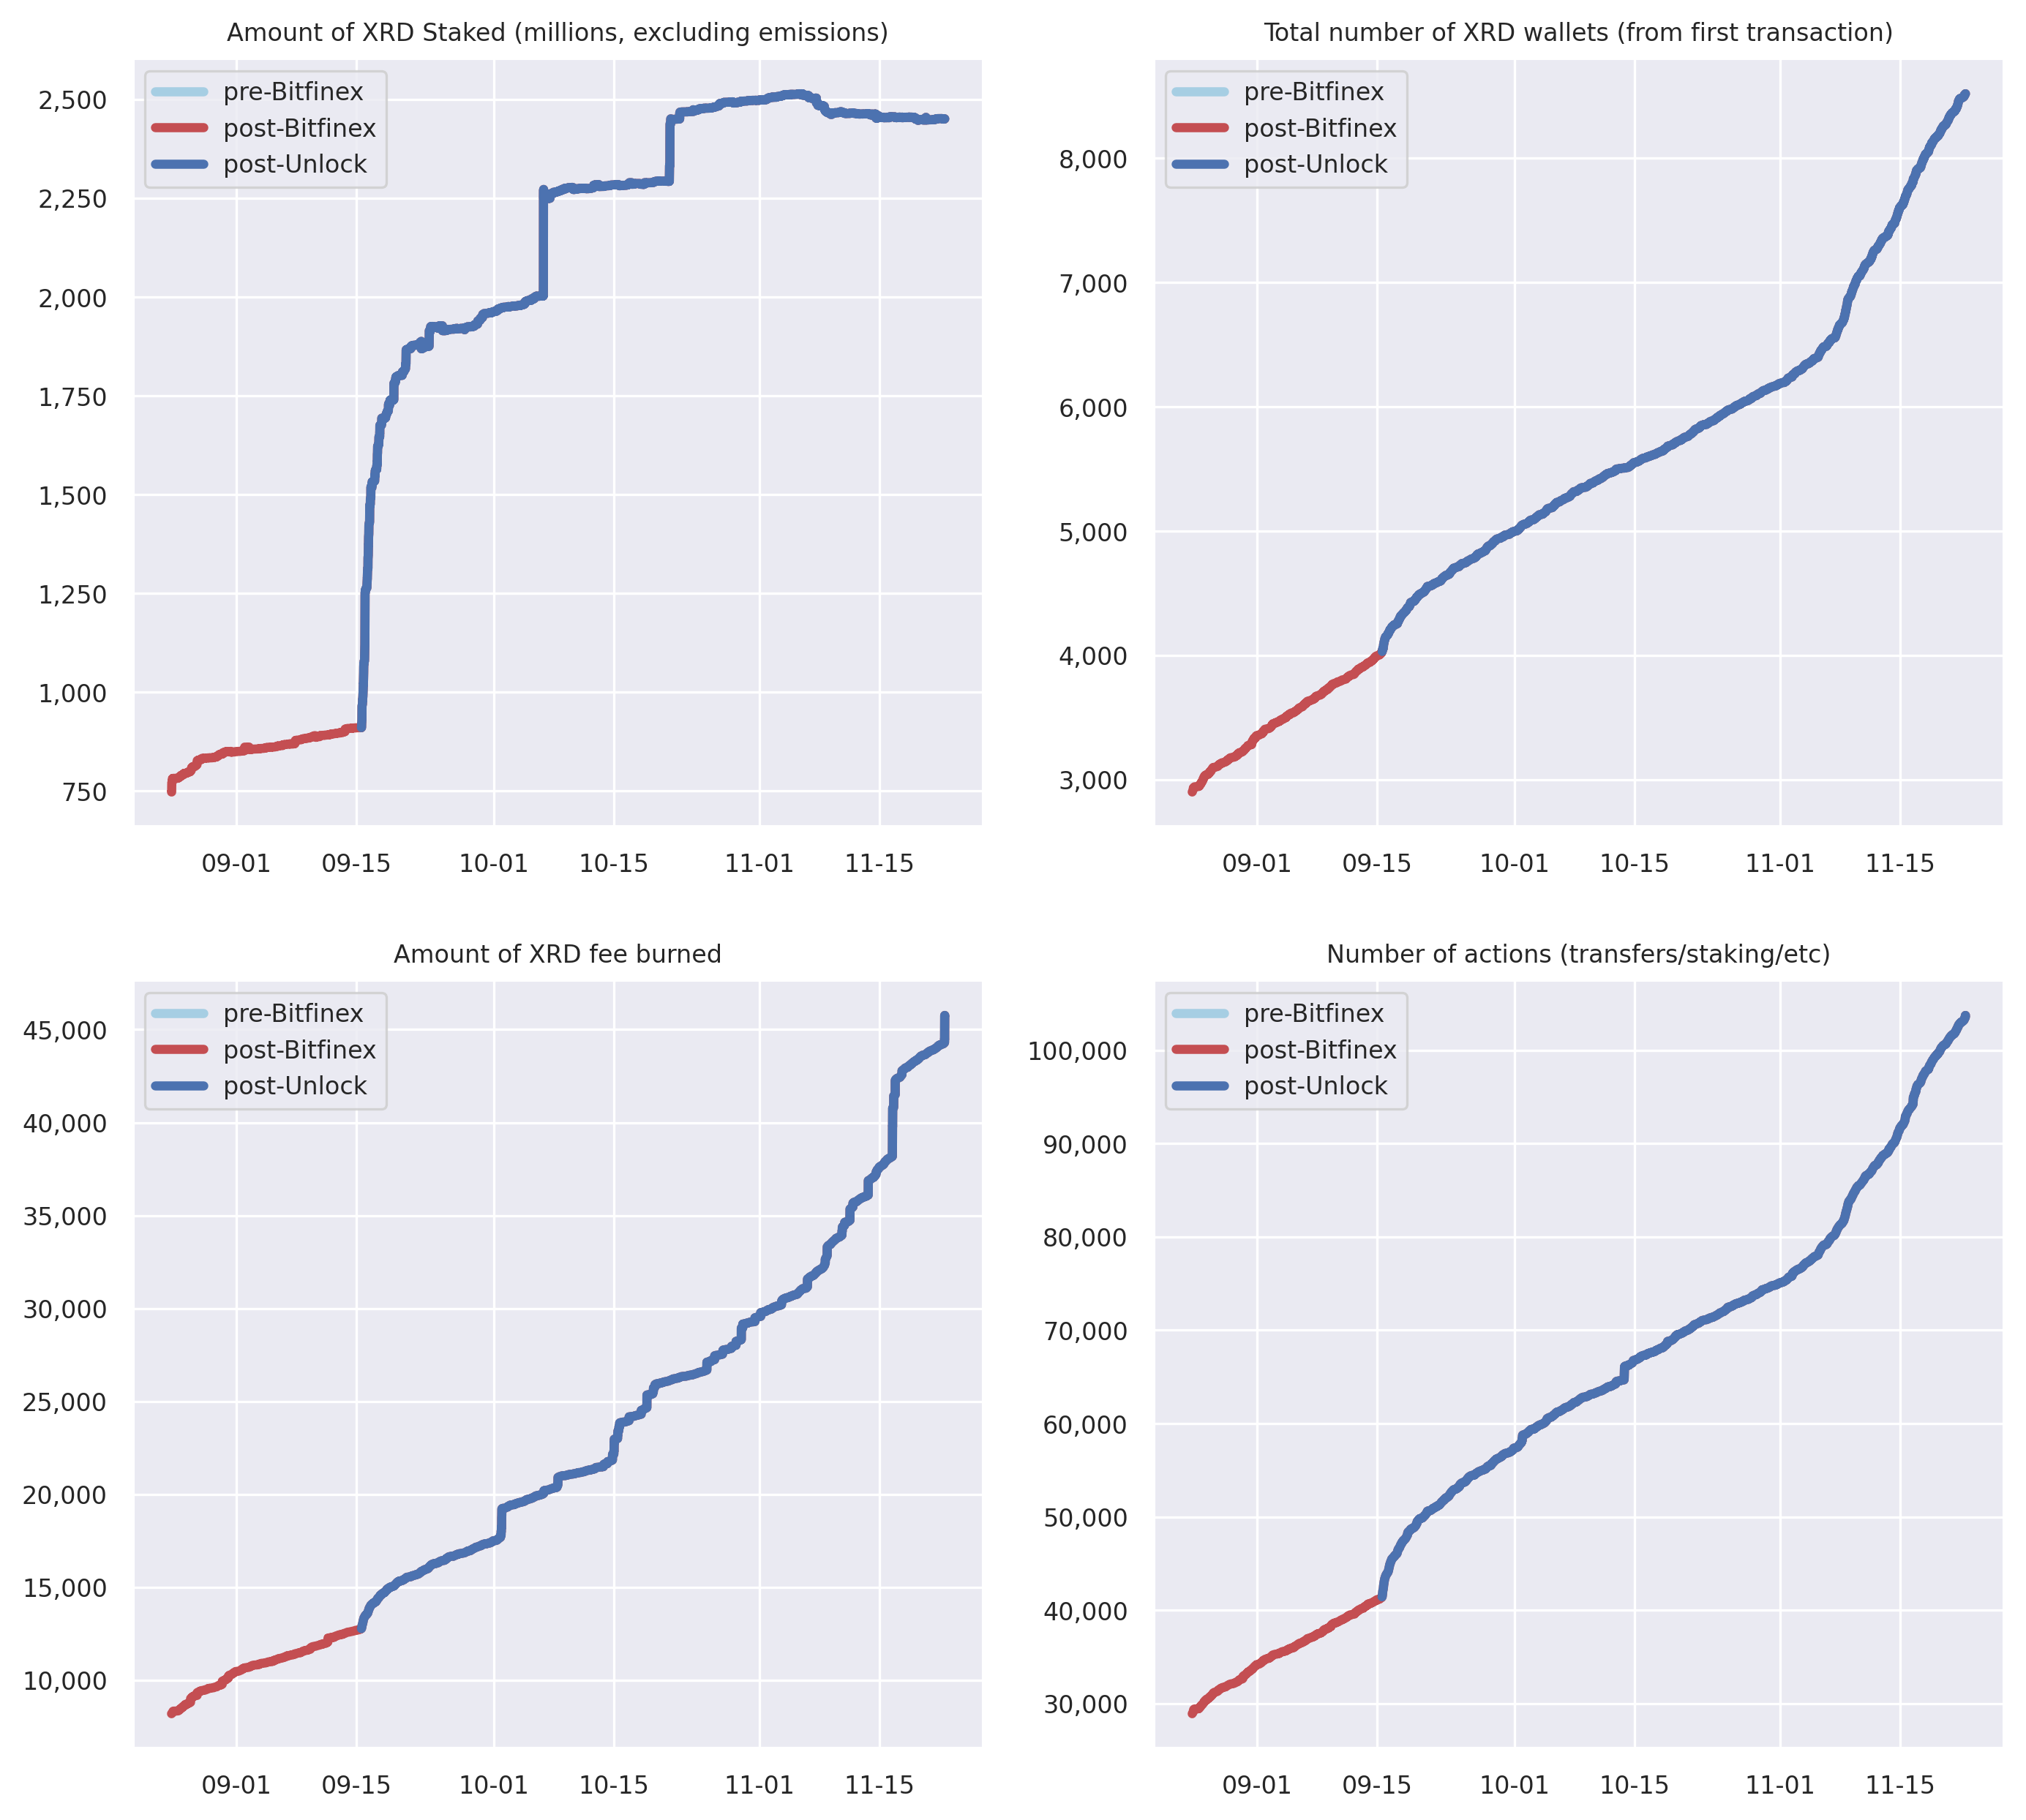 Amount of XRD Staked (millions, excluding emissions)
pre-Bitfinex
post-Bitfinex
post-Unlock
2,500
2,250
2,000
1,750
1,500
1,250
1,000
750
09-01 09-15 10-01 10-15 11-01 11-15
Total number of XRD wallets (from first transaction)
pre-Bitfinex
post-Bitfinex
post-Unlock
8,000
7,000
6,000
5,000
4,000
3,000
09-01 09-15 10-01 10-15 11-01 11-15
Amount of XRD fee burned
pre-Bitfinex
post-Bitfinex
post-Unlock
45,000
40,000
35,000
30,000
25,000
20,000
15,000
10,000
09-01 09-15 10-01 10-15 11-01 11-15
Number of actions (transfers/staking/etc)
pre-Bitfinex
post-Bitfinex
post-Unlock
100,000
90,000
80,000
70,000
60,000
50,000
40,000
30,000
09-01 09-15 10-01 10-15 11-01 11-15